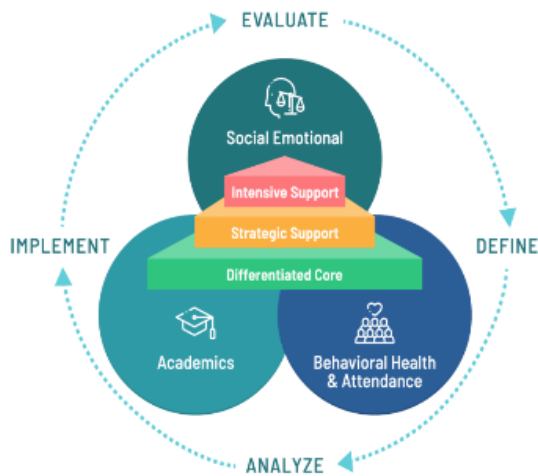 EVALUATE
Social Emotional
Intensive Support
Strategic Support
IMPLEMENT
DEFINE
Differentiated Core
Academics
Behavioral Health
& Attendance
ANALYZE